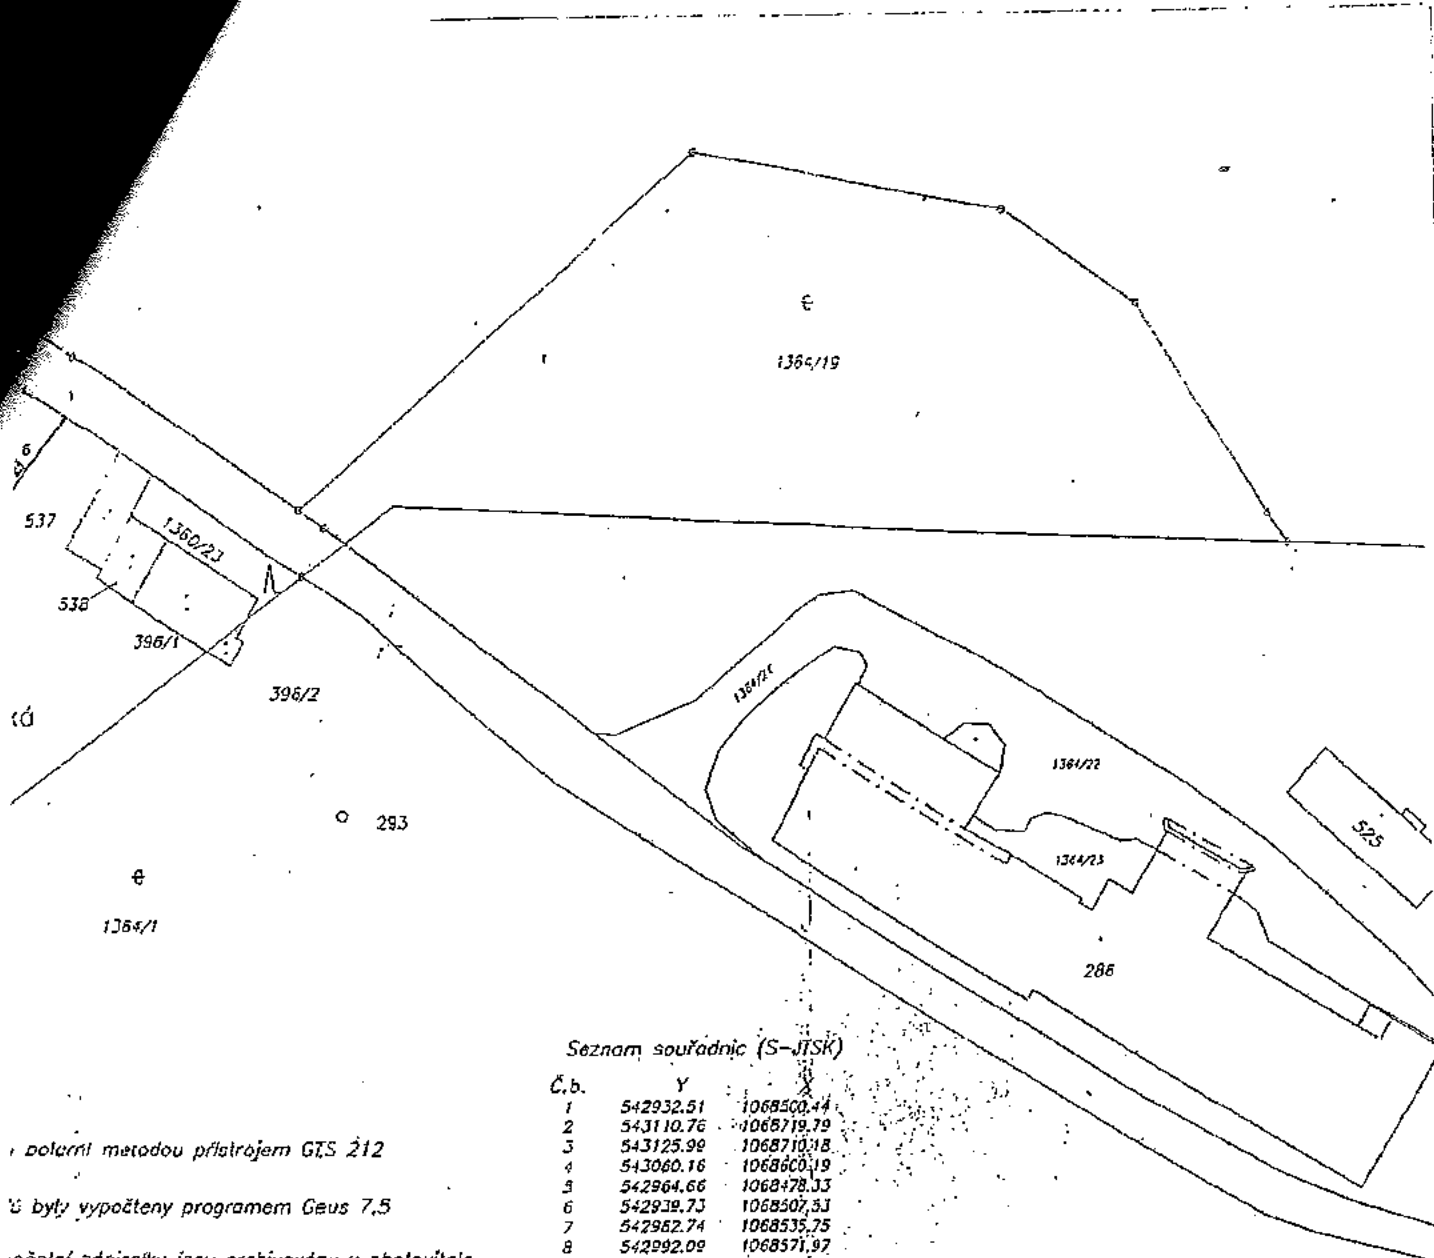 1364/19
6
537
1360/23
538
396/1
396/2
1364/22
525
293
1364/23
1364/1
286
Seznam souřadnic (S-JTSK)
Č.b. Y X
1 542932.51 1068500.44
2 543110.76 1068719.79
3 543125.99 1068710.18
4 543060.16 1068600.19
5 542964.66 1068478.33
6 542939.73 1068507.53
7 542962.74 1068535.75
8 542992.09 1068571.97
polární metodou přístrojem GTS 212
byly vypočteny programem Geus 7.5